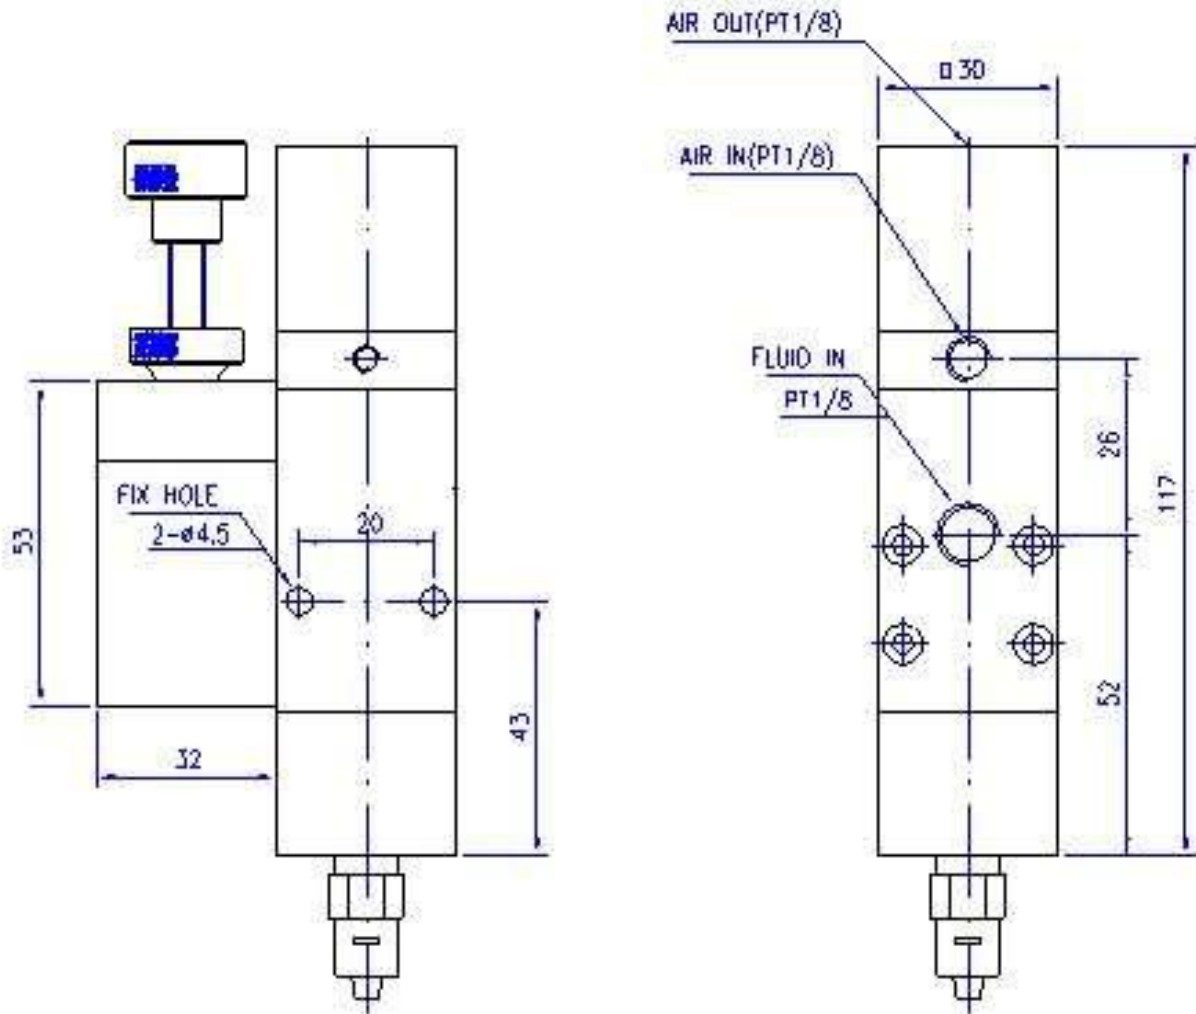 AIR OUT(PT1/8)
□30
AIR IN(PT1/8)
FLUID IN
PT1/8
26
117
FIX HOLE
2-ø4.5
20
53
52
43
32